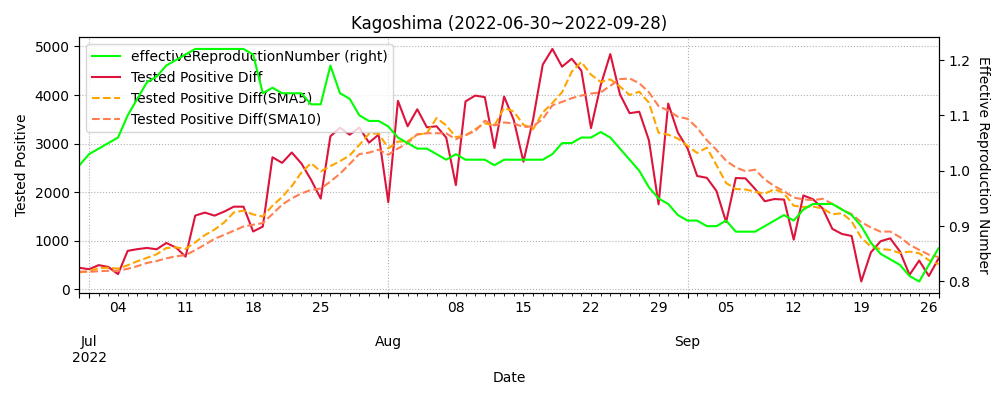 Kagoshima (2022-06-30~2022-09-28)
effectiveReproductionNumber (right)
Tested Positive Diff
Tested Positive Diff(SMA5)
Tested Positive Diff(SMA10)
Tested Positive
5000
4000
3000
2000
1000
0
Effective Reproduction Number
1.2
1.1
1.0
0.9
0.8
04 11 18 25 08 15 22 29 05 12 19 26
Jul Aug Sep
2022
Date